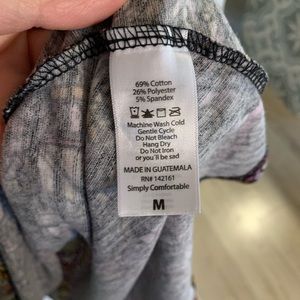 69% Cotton
26% Polyester
5% Spandex
Machine Wash Cold
Gentle Cycle
Do Not Bleach
Hang Dry
Do Not Iron
or you'll be sad
MADE IN GUATEMALA
RN# 142161
Simply Comfortable
M